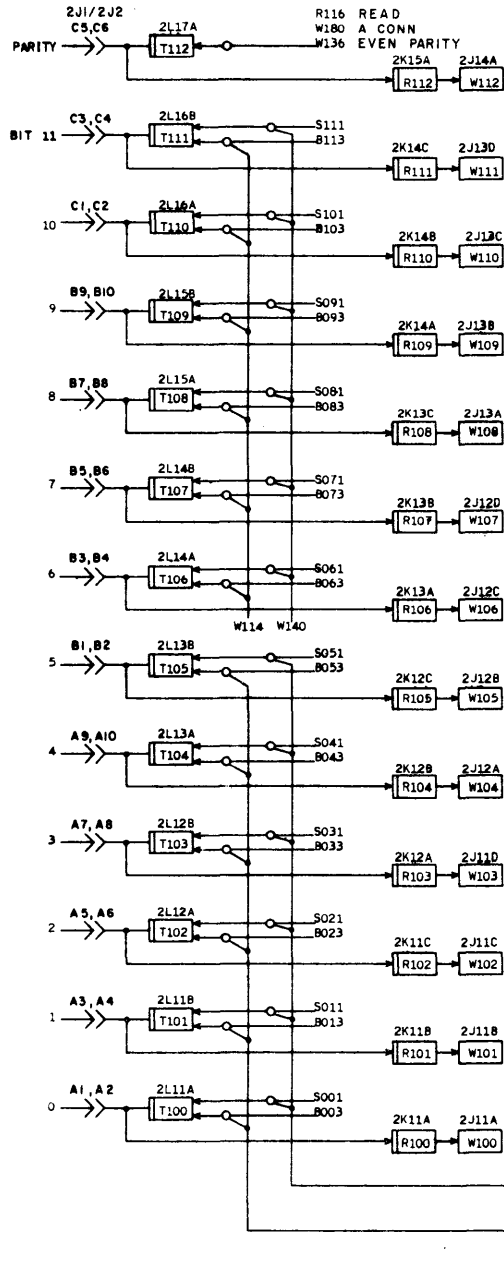 2J1/2J2
C5,C6 2L17A R116 READ
W180 A CONN
PARITY T112 W136 EVEN PARITY
2K15A 2J14A
R112 W112
C3,C4 2L16B
BIT 11 T111 S111
B113
2K14C 2J13D
R111 W111
C1,C2 2L16A
10 T110 S101
B103
2K14B 2J13C
R110 W110
B9,B10 2L15B
9 T109 S091
B093
2K14A 2J13B
R109 W109
B7,B8 2L15A
8 T108 S081
B083
2K13C 2J13A
R108 W108
B5,B6 2L14B
7 T107 S071
B073
2K13B 2J12D
R107 W107
B3,B4 2L14A
6 T106 S061
B063
2K13A 2J12C
R106 W106
W114 W140
B1,B2 2L13B
5 T105 S051
B053
2K12C 2J12B
R105 W105
A9,A10 2L13A
4 T104 S041
B043
2K12B 2J12A
R104 W104
A7,A8 2L12B
3 T103 S031
B033
2K12A 2J11D
R103 W103
A5,A6 2L12A
2 T102 S021
B023
2K11C 2J11C
R102 W102
A3,A4 2L11B
1 T101 S011
B013
2K11B 2J11B
R101 W101
A1,A2 2L11A
0 T100 S001
B003
2K11A 2J11A
R100 W100